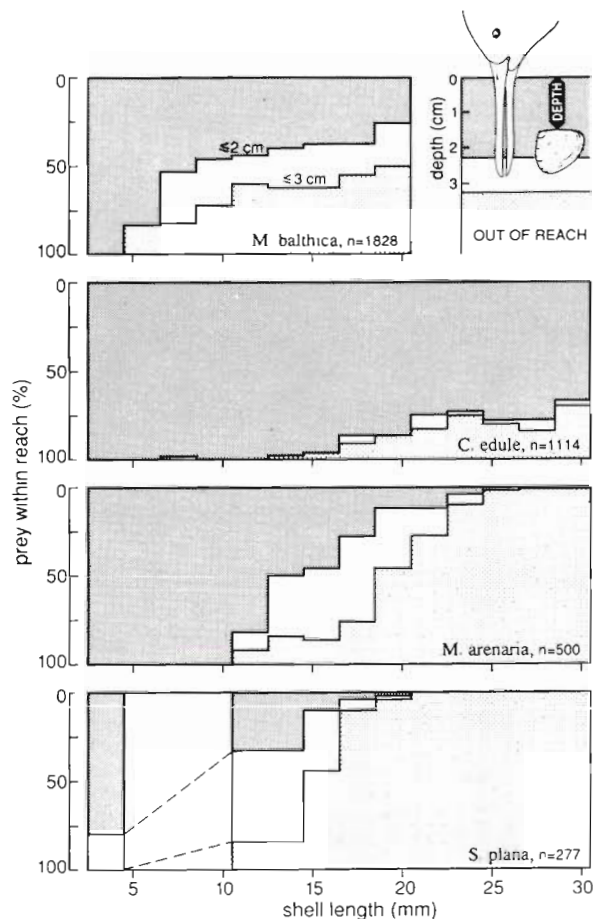 0
50
100
≤2 cm
≤3 cm
M. balthica, n=1828
depth (cm)
0
1
2
3
DEPTH
OUT OF REACH
prey within reach (%)
0
50
100
C. edule, n=1114
0
50
100
M. arenaria, n=500
0
50
100
S. plana, n=277
5 10 15 20 25 30
shell length (mm)